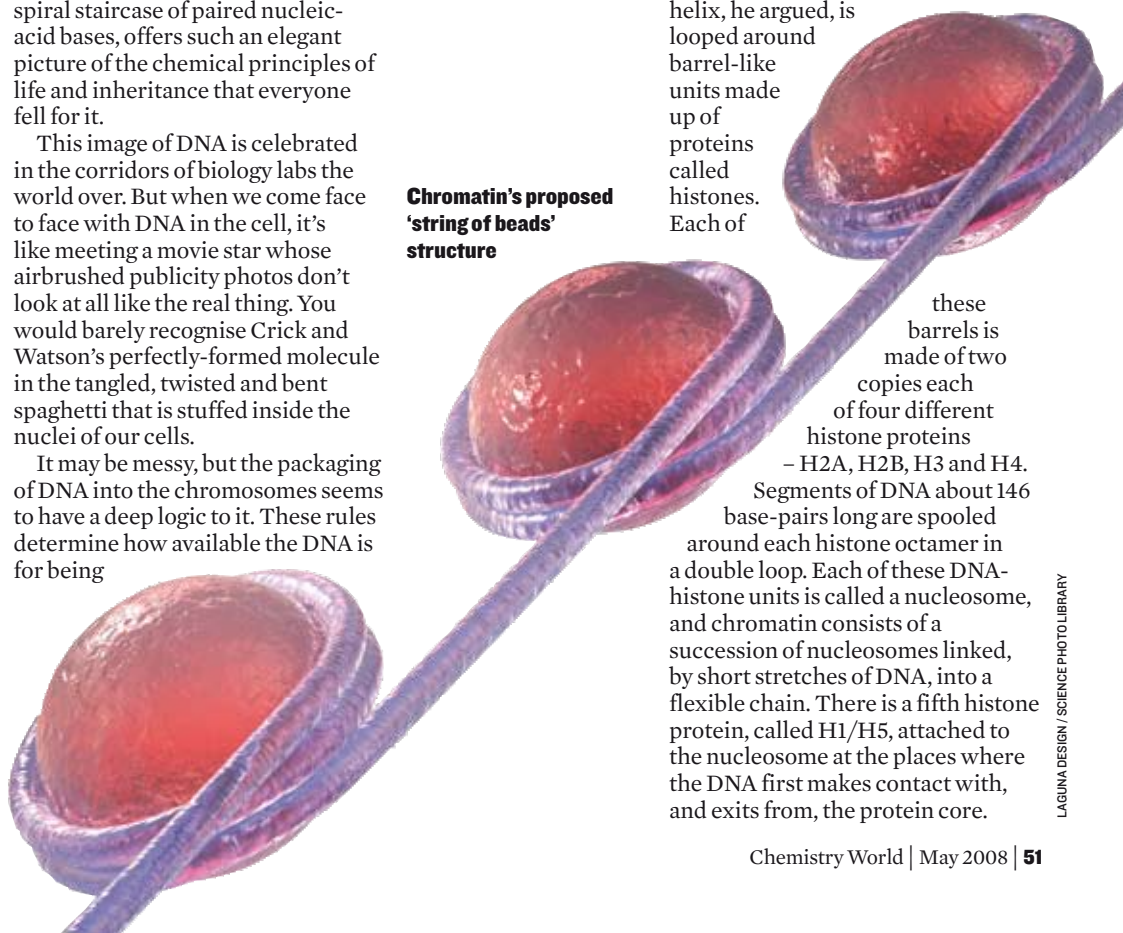 spiral staircase of paired nucleic-
acid bases, offers such an elegant
picture of the chemical principles of
life and inheritance that everyone
fell for it.
This image of DNA is celebrated
in the corridors of biology labs the
world over. But when we come face
to face with DNA in the cell, it’s
like meeting a movie star whose
airbrushed publicity photos don’t
look at all like the real thing. You
would barely recognise Crick and
Watson’s perfectly-formed molecule
in the tangled, twisted and bent
spaghetti that is stuffed inside the
nuclei of our cells.
It may be messy, but the packaging
of DNA into the chromosomes seems
to have a deep logic to it. These rules
determine how available the DNA is
for being
Chromatin’s proposed
‘string of beads’
structure
helix, he argued, is
looped around
barrel-like
units made
up of
proteins
called
histones.
Each of
these
barrels is
made of two
copies each
of four different
histone proteins
– H2A, H2B, H3 and H4.
Segments of DNA about 146
base-pairs long are spooled
around each histone octamer in
a double loop. Each of these DNA-
histone units is called a nucleosome,
and chromatin consists of a
succession of nucleosomes linked,
by short stretches of DNA, into a
flexible chain. There is a fifth histone
protein, called H1/H5, attached to
the nucleosome at the places where
the DNA first makes contact with,
and exits from, the protein core.
LAGUNA DESIGN / SCIENCE PHOTO LIBRARY
Chemistry World | May 2008 | 51